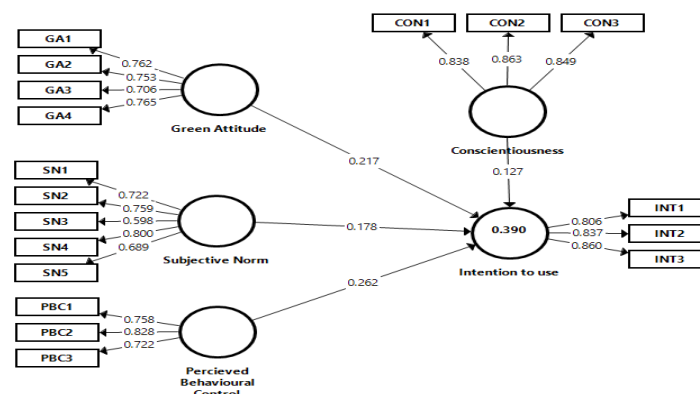 CON1 CON2 CON3
0.838 0.863 0.849
Conscientiousness
0.127
GA1
GA2
GA3
GA4
0.762
0.753
0.706
0.765
Green Attitude
0.217
SN1
SN2
SN3
SN4
SN5
0.722
0.759
0.598
0.800
0.689
Subjective Norm
0.178
PBC1
PBC2
PBC3
0.758
0.828
0.722
Percieved
Behavioural
Control
0.262
0.390
Intention to use
0.806
0.837
0.860
INT1
INT2
INT3